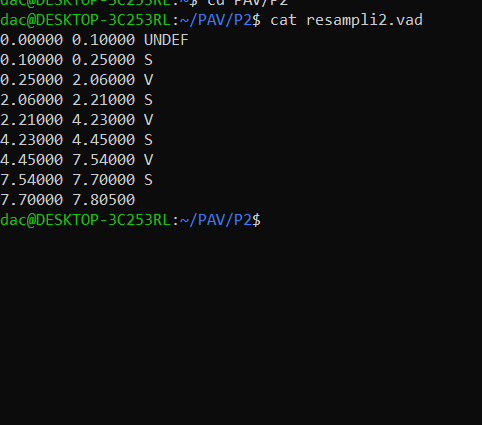 dac@DESKTOP-3C253RL:~$ cd PAV/P2
dac@DESKTOP-3C253RL:~/PAV/P2$ cat resampli2.vad
0.00000 0.10000 UNDEF
0.10000 0.25000 S
0.25000 2.06000 V
2.06000 2.21000 S
2.21000 4.23000 V
4.23000 4.45000 S
4.45000 7.54000 V
7.54000 7.70000 S
7.70000 7.80500
dac@DESKTOP-3C253RL:~/PAV/P2$